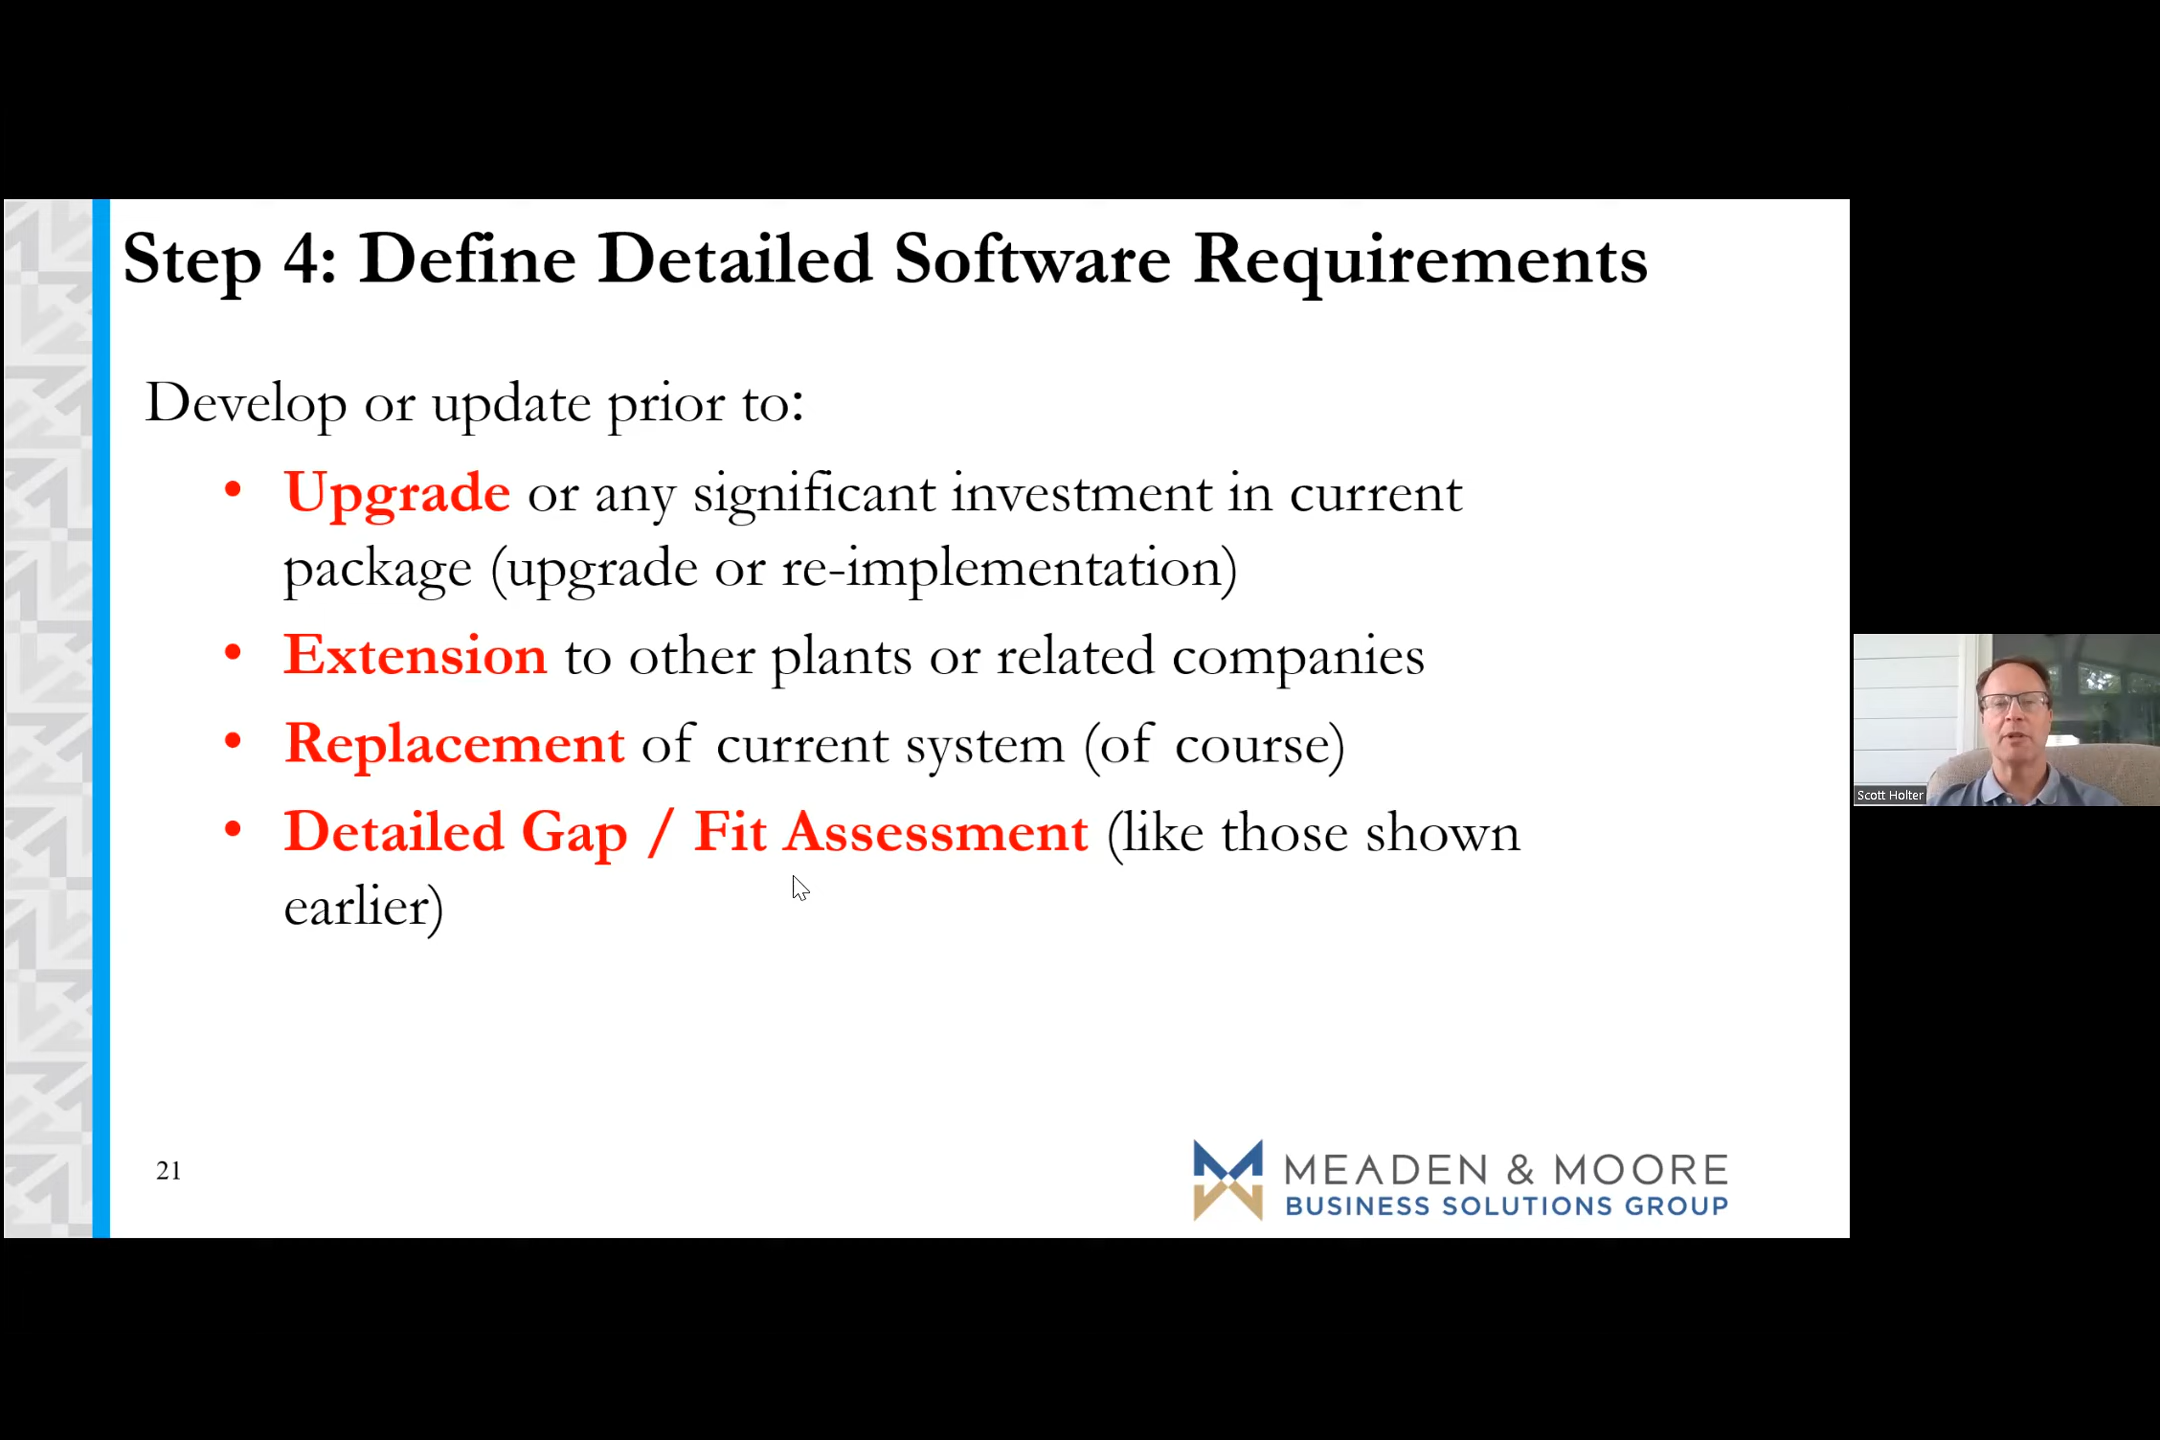 Step 4: Define Detailed Software Requirements
Develop or update prior to:
• Upgrade or any significant investment in current
package (upgrade or re-implementation)
• Extension to other plants or related companies
• Replacement of current system (of course)
• Detailed Gap / Fit Assessment (like those shown
earlier)
Scott Holter
21
MEADEN & MOORE
BUSINESS SOLUTIONS GROUP